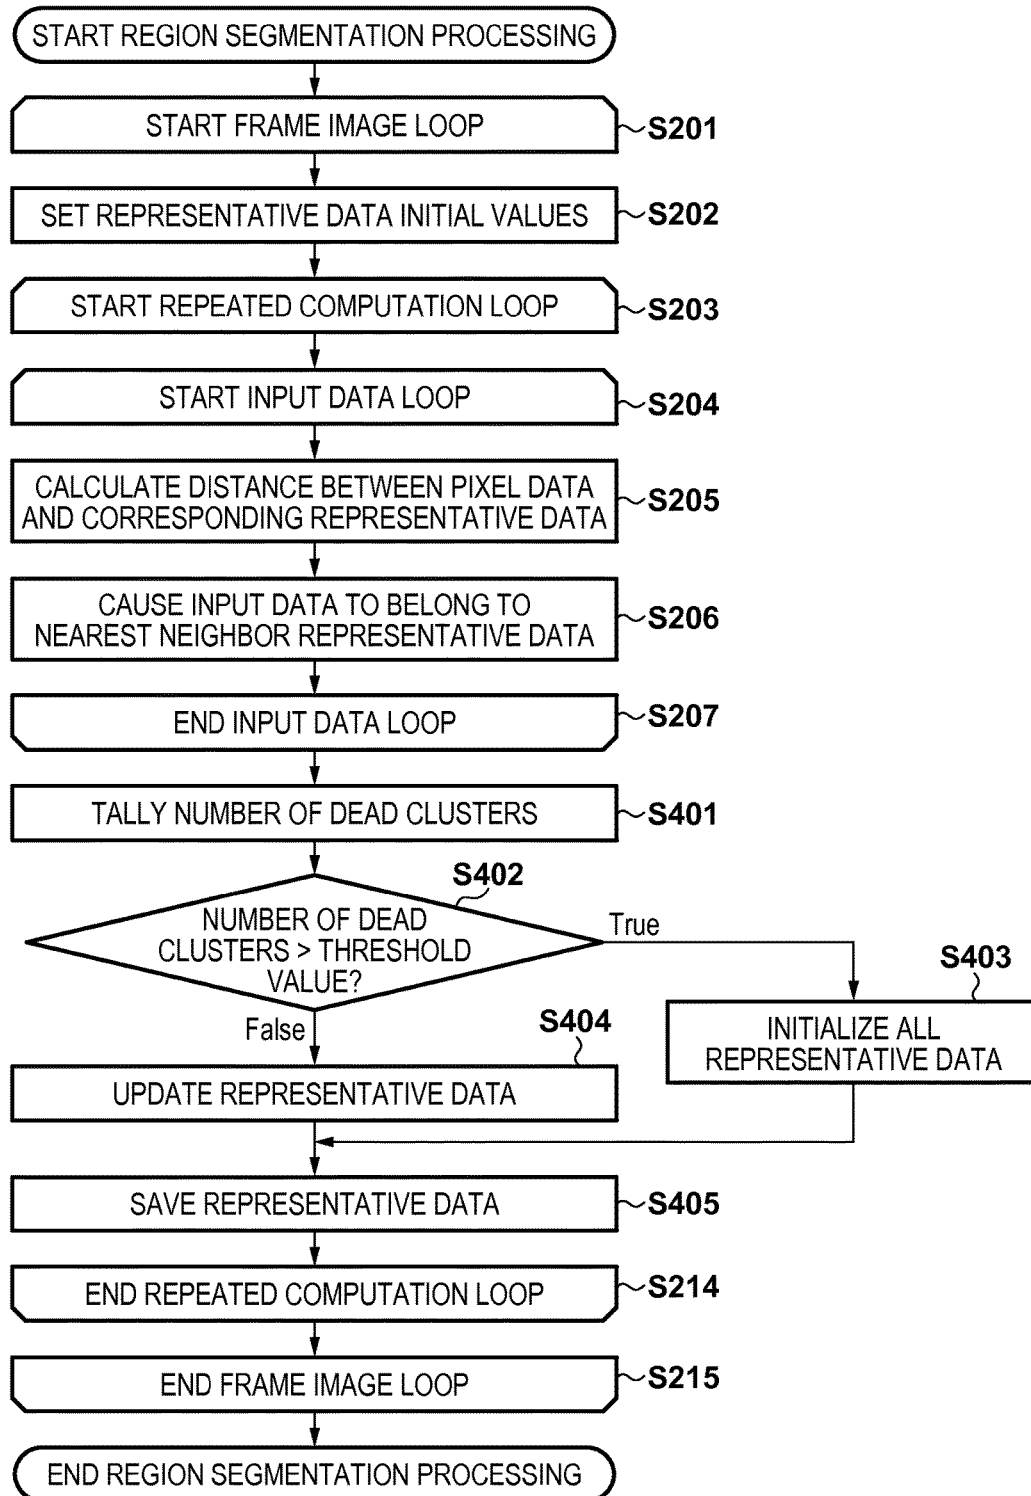 START REGION SEGMENTATION PROCESSING
START FRAME IMAGE LOOP
S201
SET REPRESENTATIVE DATA INITIAL VALUES
S202
START REPEATED COMPUTATION LOOP
S203
START INPUT DATA LOOP
S204
CALCULATE DISTANCE BETWEEN PIXEL DATA
AND CORRESPONDING REPRESENTATIVE DATA
S205
CAUSE INPUT DATA TO BELONG TO
NEAREST NEIGHBOR REPRESENTATIVE DATA
S206
END INPUT DATA LOOP
S207
TALLY NUMBER OF DEAD CLUSTERS
S401
S402
NUMBER OF DEAD
CLUSTERS > THRESHOLD
VALUE?
True
S403
INITIALIZE ALL
REPRESENTATIVE DATA
False
S404
UPDATE REPRESENTATIVE DATA
SAVE REPRESENTATIVE DATA
S405
END REPEATED COMPUTATION LOOP
S214
END FRAME IMAGE LOOP
S215
END REGION SEGMENTATION PROCESSING